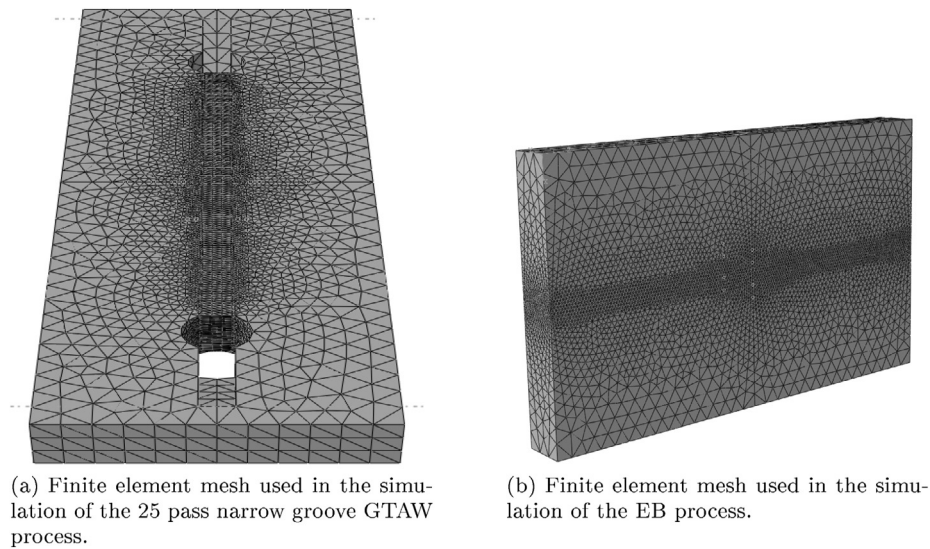 (a) Finite element mesh used in the simu-
lation of the 25 pass narrow groove GTAW
process.
(b) Finite element mesh used in the simu-
lation of the EB process.